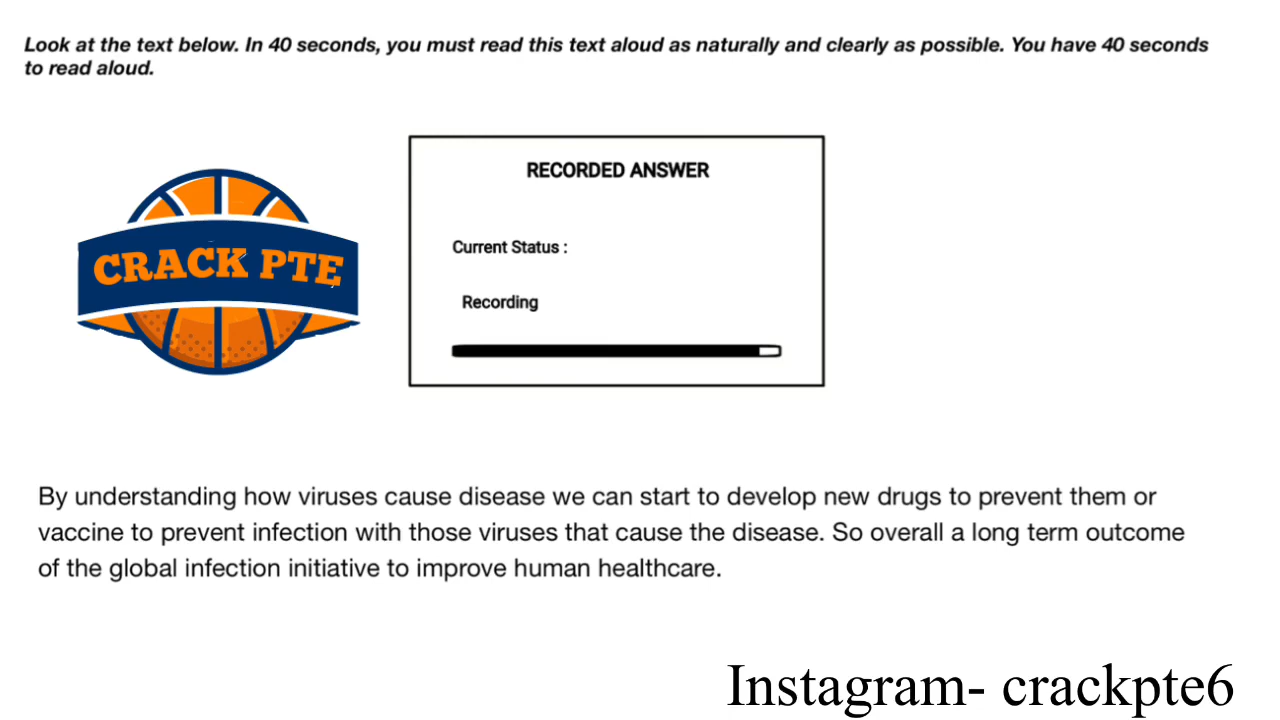 Look at the text below. In 40 seconds, you must read this text aloud as naturally and clearly as possible. You have 40 seconds
to read aloud.
RECORDED ANSWER
CRACK PTE
Current Status :
Recording
By understanding how viruses cause disease we can start to develop new drugs to prevent them or
vaccine to prevent infection with those viruses that cause the disease. So overall a long term outcome
of the global infection initiative to improve human healthcare.
Instagram- crackpte6